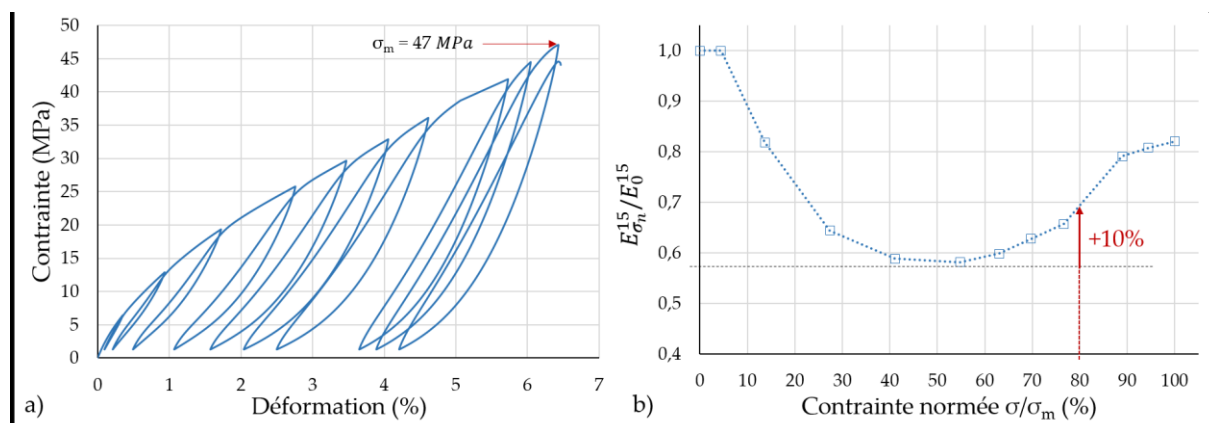 50
45
40
35
30
25
20
15
10
5
0
Contrainte (MPa)
σm = 47 MPa
0 1 2 3 4 5 6 7
a) Déformation (%)
1,0
0,9
0,8
0,7
0,6
0,5
0,4
E¹⁵σn/E¹⁵0
+10%
0 10 20 30 40 50 60 70 80 90 100
b) Contrainte normée σ/σm (%)